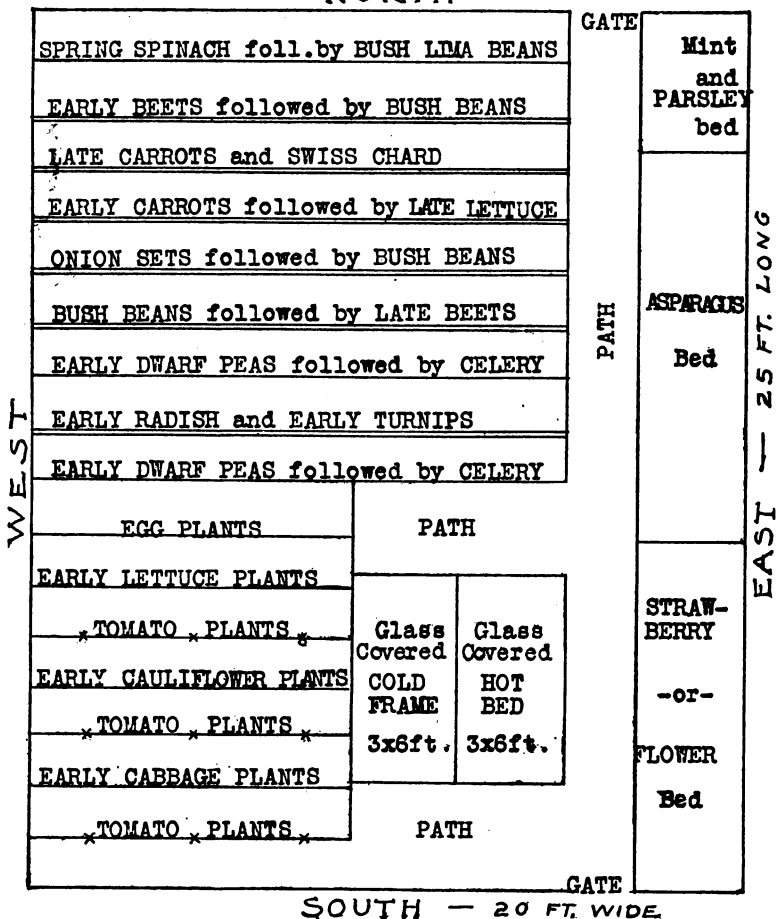 NORTH
GATE
SPRING SPINACH foll.by BUSH LIMA BEANS
EARLY BEETS followed by BUSH BEANS
LATE CARROTS and SWISS CHARD
EARLY CARROTS followed by LATE LETTUCE
ONION SETS followed by BUSH BEANS
BUSH BEANS followed by LATE BEETS
EARLY DWARF PEAS followed by CELERY
EARLY RADISH and EARLY TURNIPS
EARLY DWARF PEAS followed by CELERY
EGG PLANTS
EARLY LETTUCE PLANTS
TOMATO PLANTS
EARLY CAULIFLOWER PLANTS
TOMATO PLANTS
EARLY CABBAGE PLANTS
TOMATO PLANTS
WEST
PATH
Glass
Covered
COLD
FRAME
3x6ft.
Glass
Covered
HOT
BED
3x6ft.
PATH
PATH
Mint
and
PARSLEY
bed
ASPARAGUS
Bed
STRAW-
BERRY
-or-
FLOWER
Bed
EAST — 25 FT. LONG
GATE
SOUTH — 20 FT. WIDE